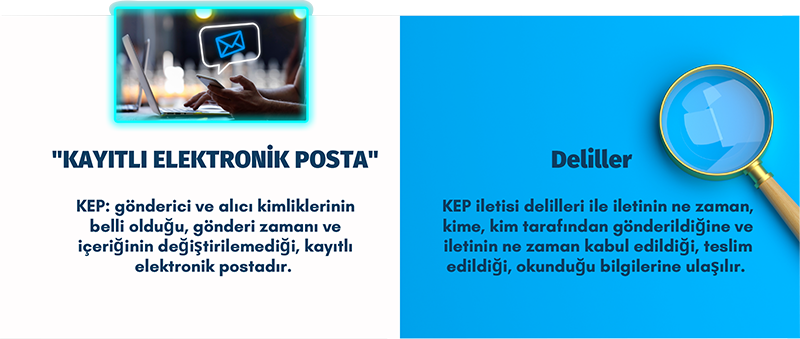 "KAYITLI ELEKTRONİK POSTA"
KEP: gönderici ve alıcı kimliklerinin
belli olduğu, gönderi zamanı ve
içeriğinin değiştirilemediği, kayıtlı
elektronik postadır.
Deliller
KEP iletisi delilleri ile iletinin ne zaman,
kime, kim tarafından gönderildiğine ve
iletinin ne zaman kabul edildiği, teslim
edildiği, okunduğu bilgilerine ulaşılır.